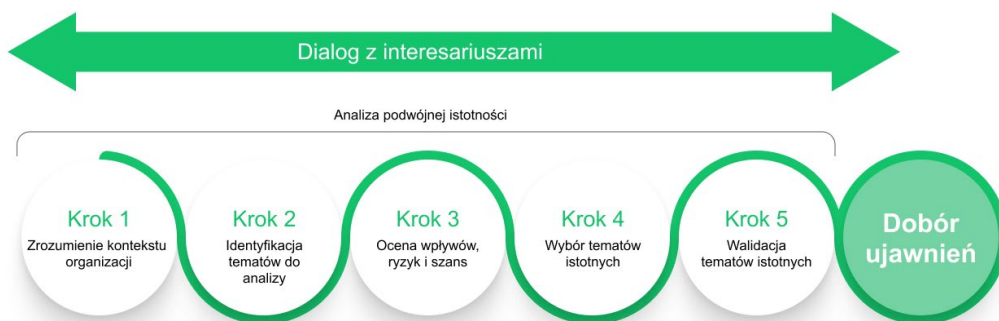 Dialog z interesariuszami
Analiza podwójnej istotności
Krok 1
Zrozumienie kontekstu
organizacji
Krok 2
Identyfikacja
tematów do
analizy
Krok 3
Ocena wpływów,
ryzyk i szans
Krok 4
Wybór tematów
istotnych
Krok 5
Walidacja
tematów istotnych
Dobór
ujawnień